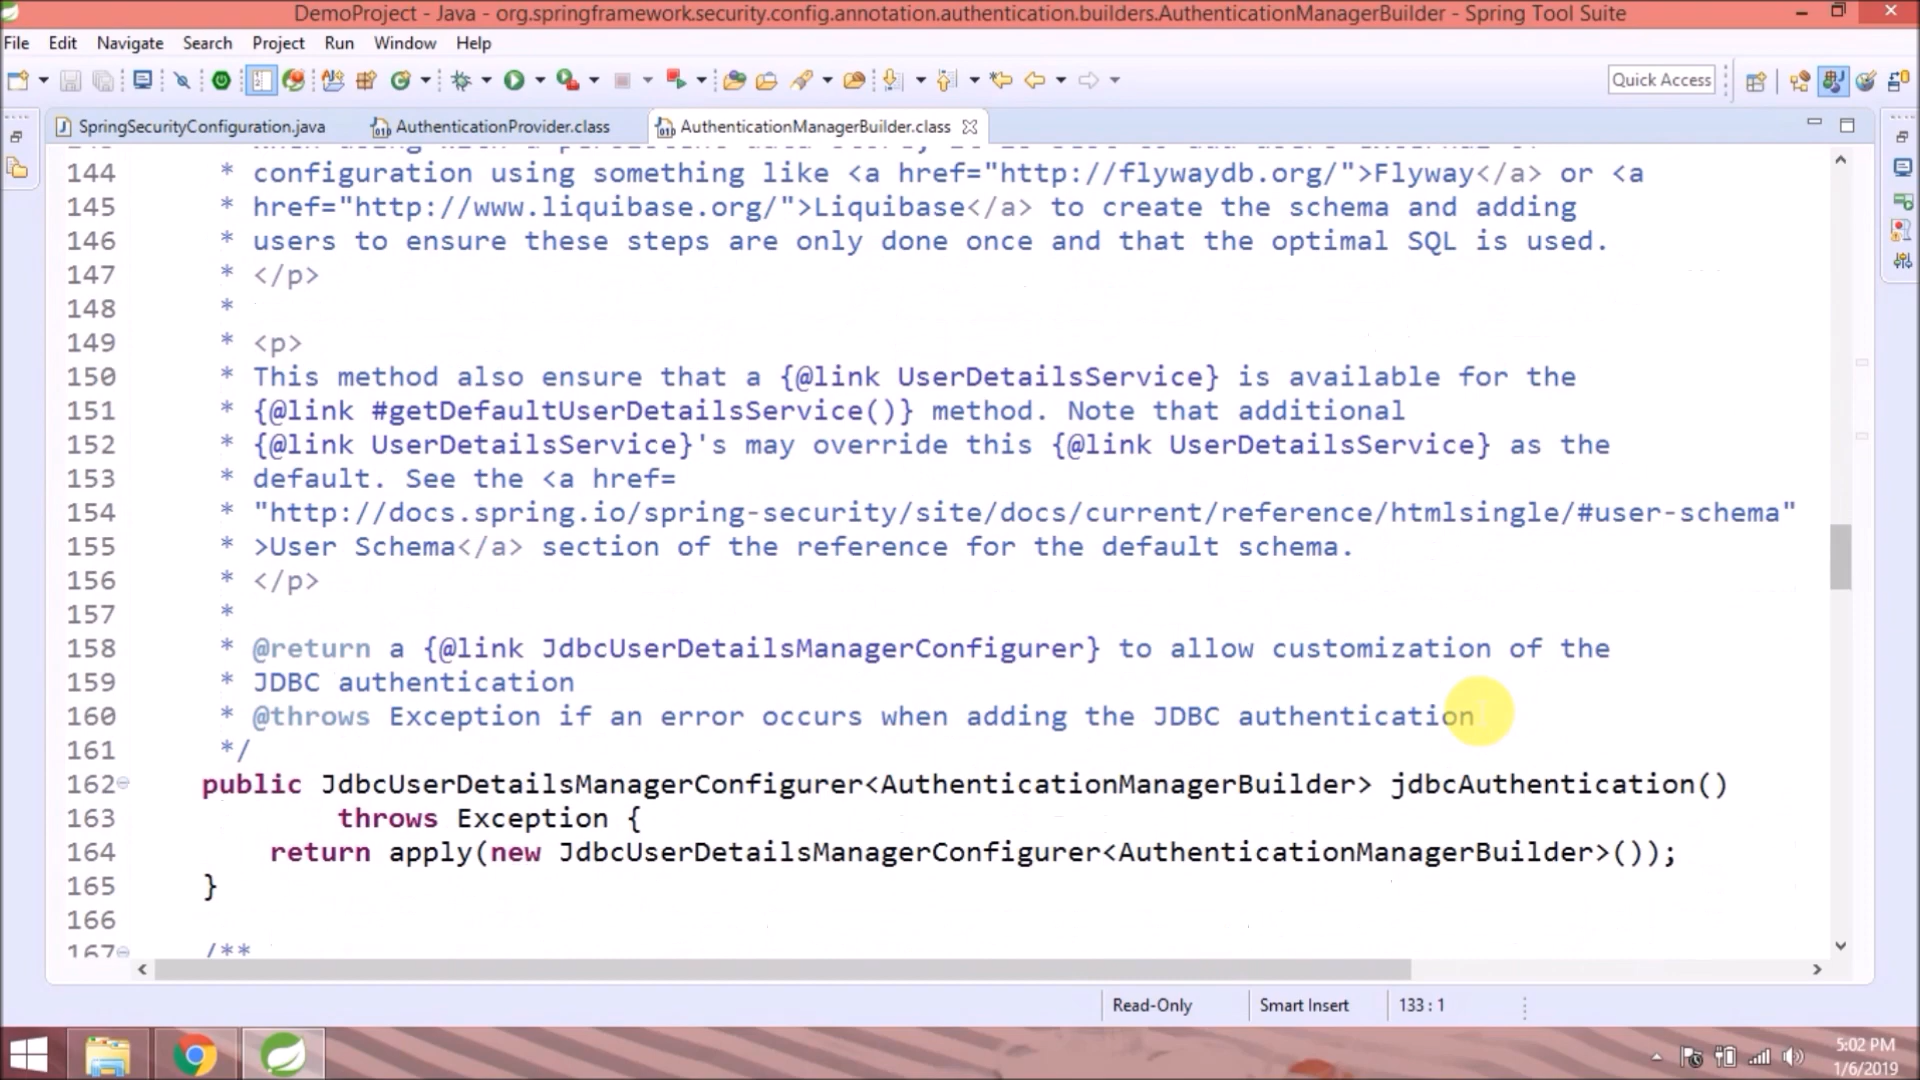 DemoProject - Java - org.springframework.security.config.annotation.authentication.builders.AuthenticationManagerBuilder - Spring Tool Suite
File Edit Navigate Search Project Run Window Help
Quick Access
SpringSecurityConfiguration.java AuthenticationProvider.class AuthenticationManagerBuilder.class
144 * configuration using something like <a href="http://flywaydb.org/">Flyway</a> or <a
145 * href="http://www.liquibase.org/">Liquibase</a> to create the schema and adding
146 * users to ensure these steps are only done once and that the optimal SQL is used.
147 * </p>
148 *
149 * <p>
150 * This method also ensure that a {@link UserDetailsService} is available for the
151 * {@link #getDefaultUserDetailsService()} method. Note that additional
152 * {@link UserDetailsService}'s may override this {@link UserDetailsService} as the
153 * default. See the <a href=
154 * "http://docs.spring.io/spring-security/site/docs/current/reference/htmlsingle/#user-schema"
155 * >User Schema</a> section of the reference for the default schema.
156 * </p>
157 *
158 * @return a {@link JdbcUserDetailsManagerConfigurer} to allow customization of the
159 * JDBC authentication
160 * @throws Exception if an error occurs when adding the JDBC authentication
161 */
162 public JdbcUserDetailsManagerConfigurer<AuthenticationManagerBuilder> jdbcAuthentication()
163 throws Exception {
164 return apply(new JdbcUserDetailsManagerConfigurer<AuthenticationManagerBuilder>());
165 }
166
167 /**
Read-Only Smart Insert 133 : 1
5:02 PM
1/6/2019